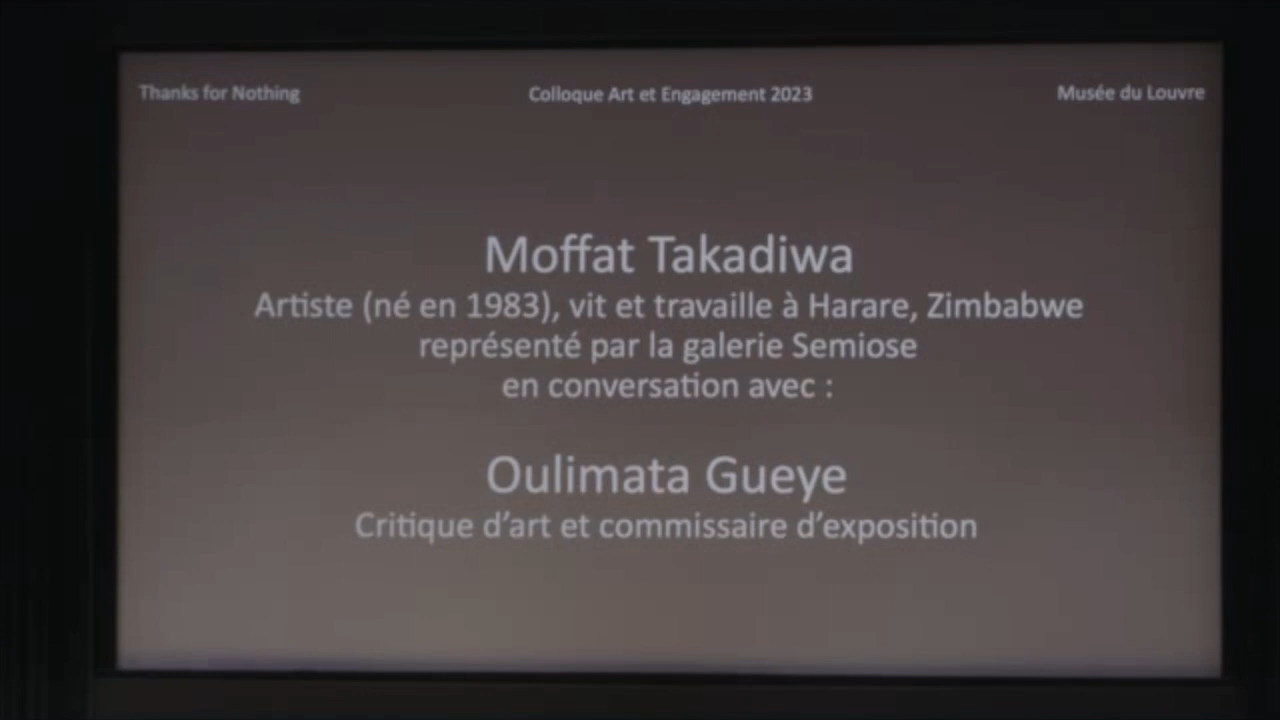 Thanks for Nothing
Colloque Art et Engagement 2023
Musée du Louvre
Moffat Takadiwa
Artiste (né en 1983), vit et travaille à Harare, Zimbabwe
représenté par la galerie Semiose
en conversation avec :
Oulimata Gueye
Critique d'art et commissaire d'exposition